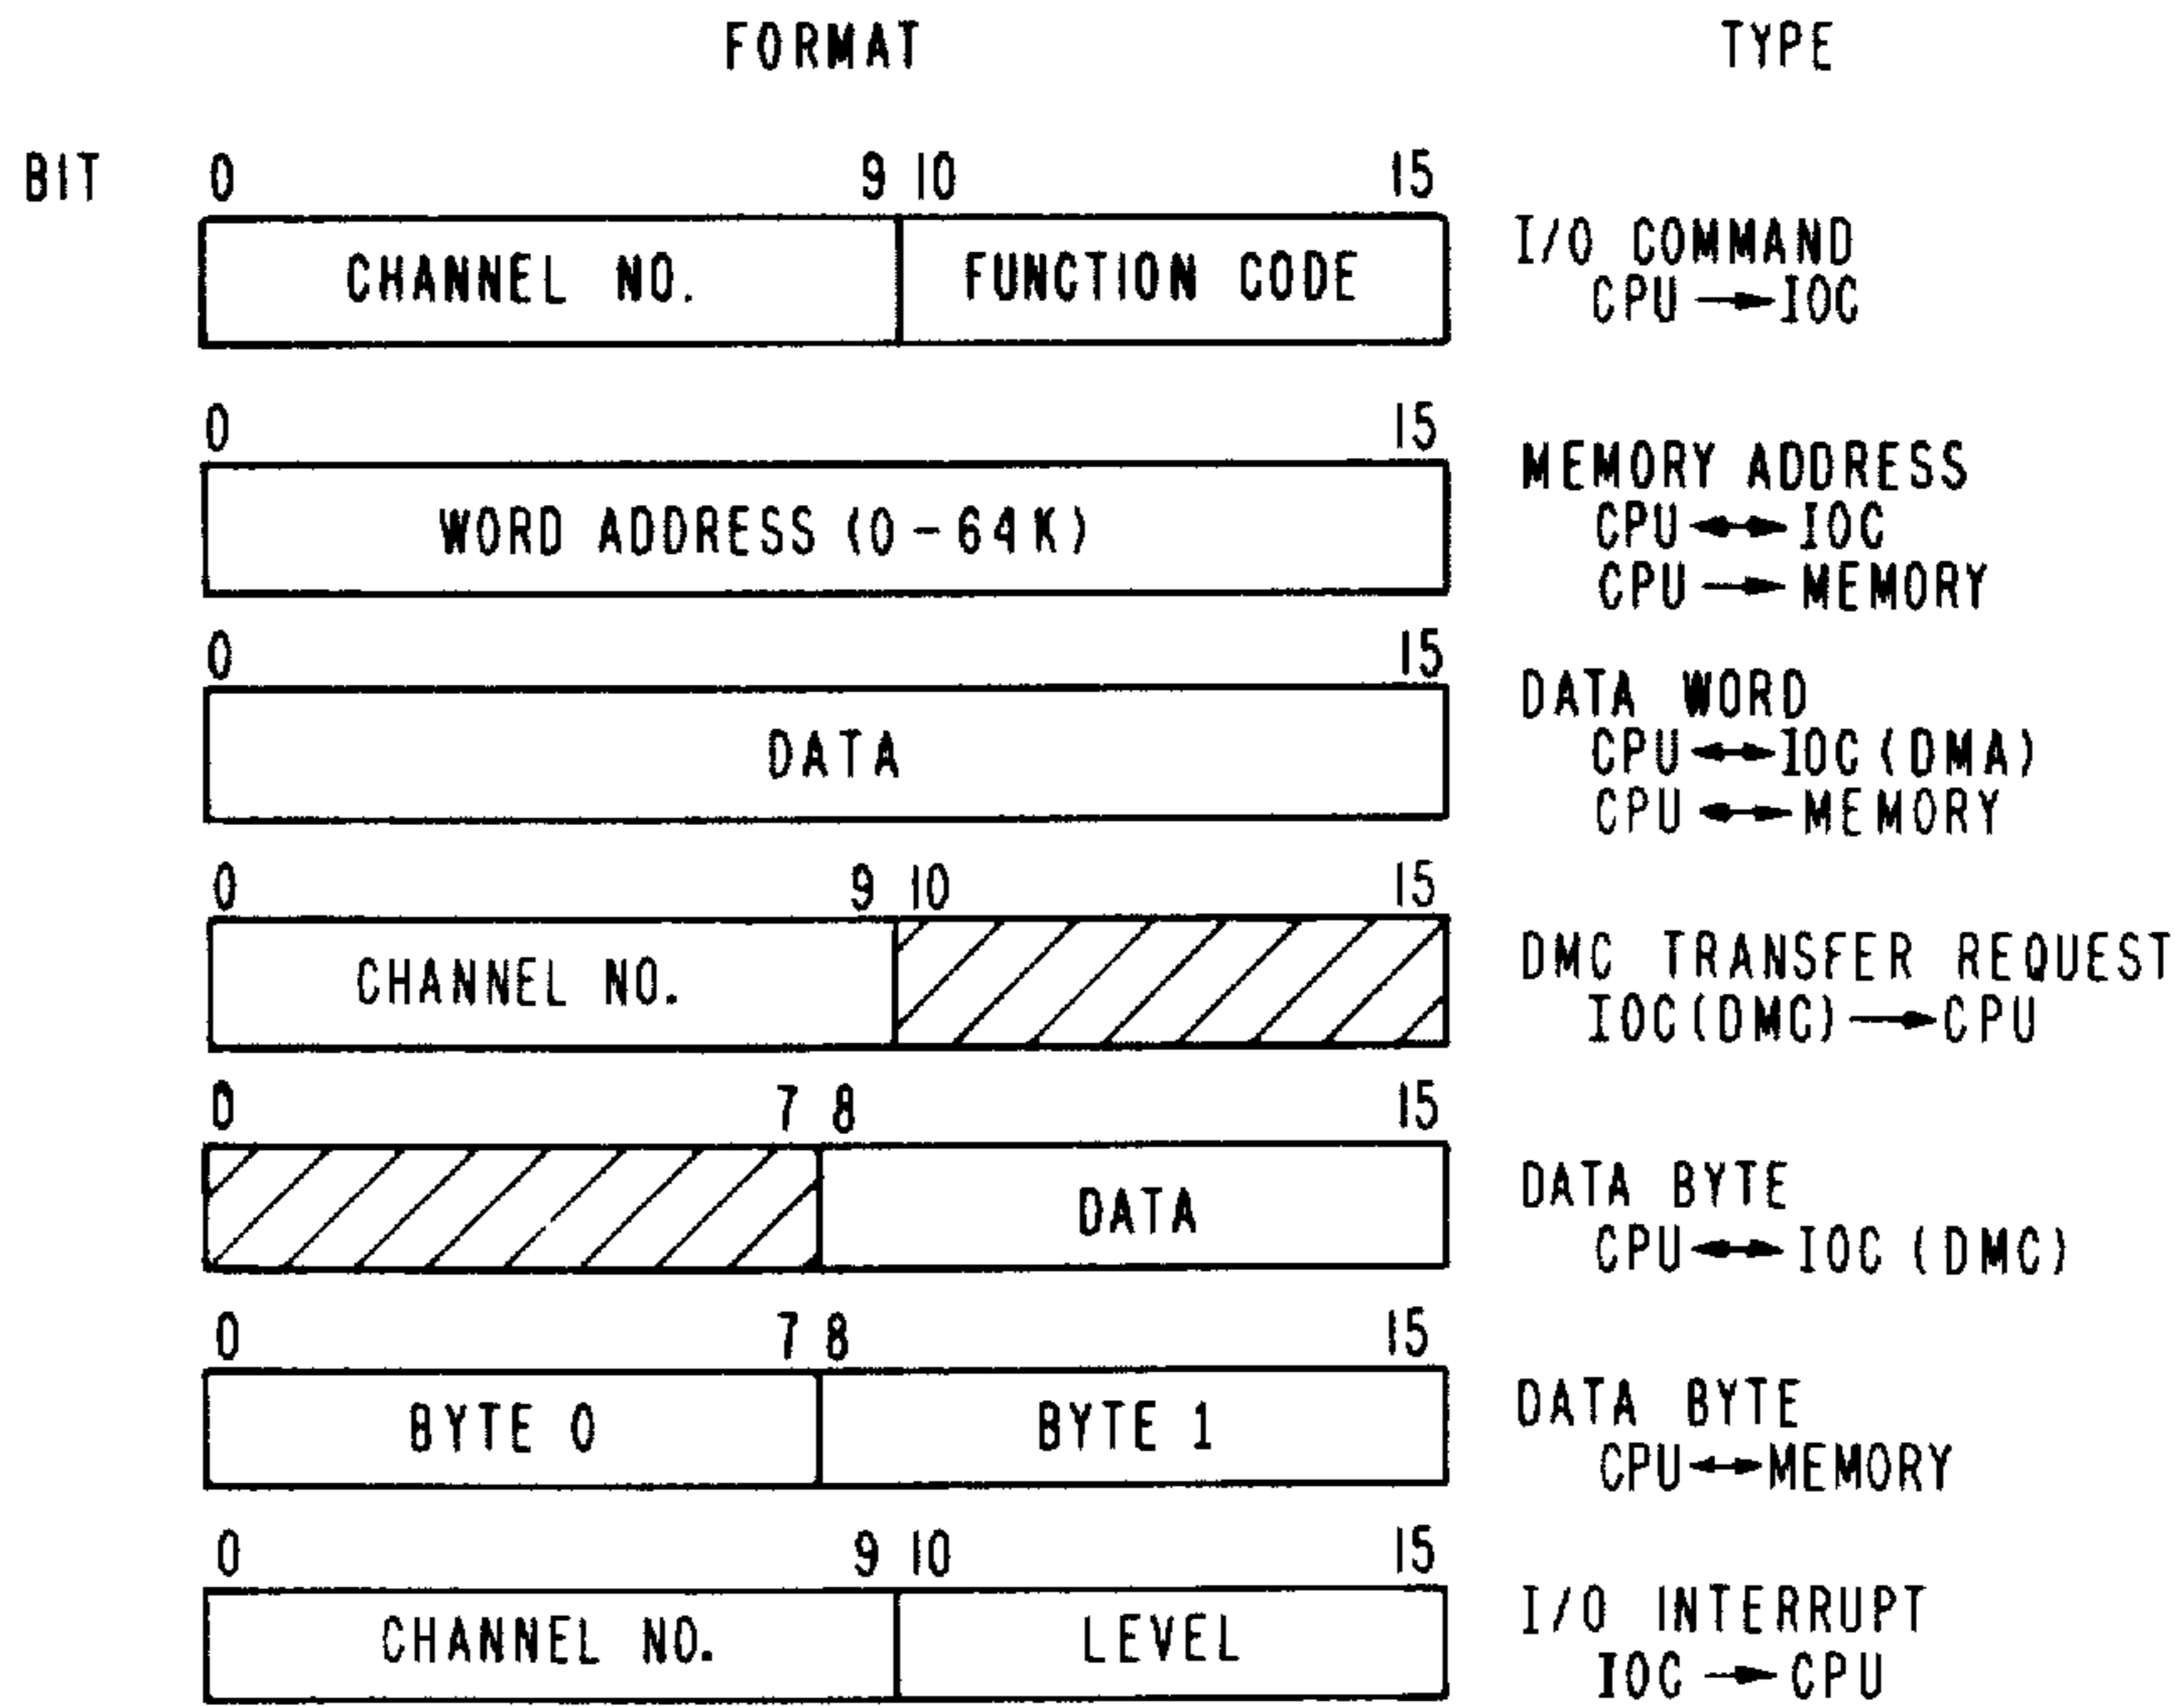 FORMAT TYPE
BIT 0 9 10 15
CHANNEL NO. FUNCTION CODE
I/O COMMAND
CPU → IOC
0 15
WORD ADDRESS (0-64K)
MEMORY ADDRESS
CPU ↔ IOC
CPU → MEMORY
0 15
DATA
DATA WORD
CPU ↔ IOC (DMA)
CPU ↔ MEMORY
0 9 10 15
CHANNEL NO.
DMC TRANSFER REQUEST
IOC(DMC) → CPU
0 7 8 15
DATA
DATA BYTE
CPU ↔ IOC (DMC)
0 7 8 15
BYTE 0 BYTE 1
DATA BYTE
CPU ↔ MEMORY
0 9 10 15
CHANNEL NO. LEVEL
I/O INTERRUPT
IOC → CPU